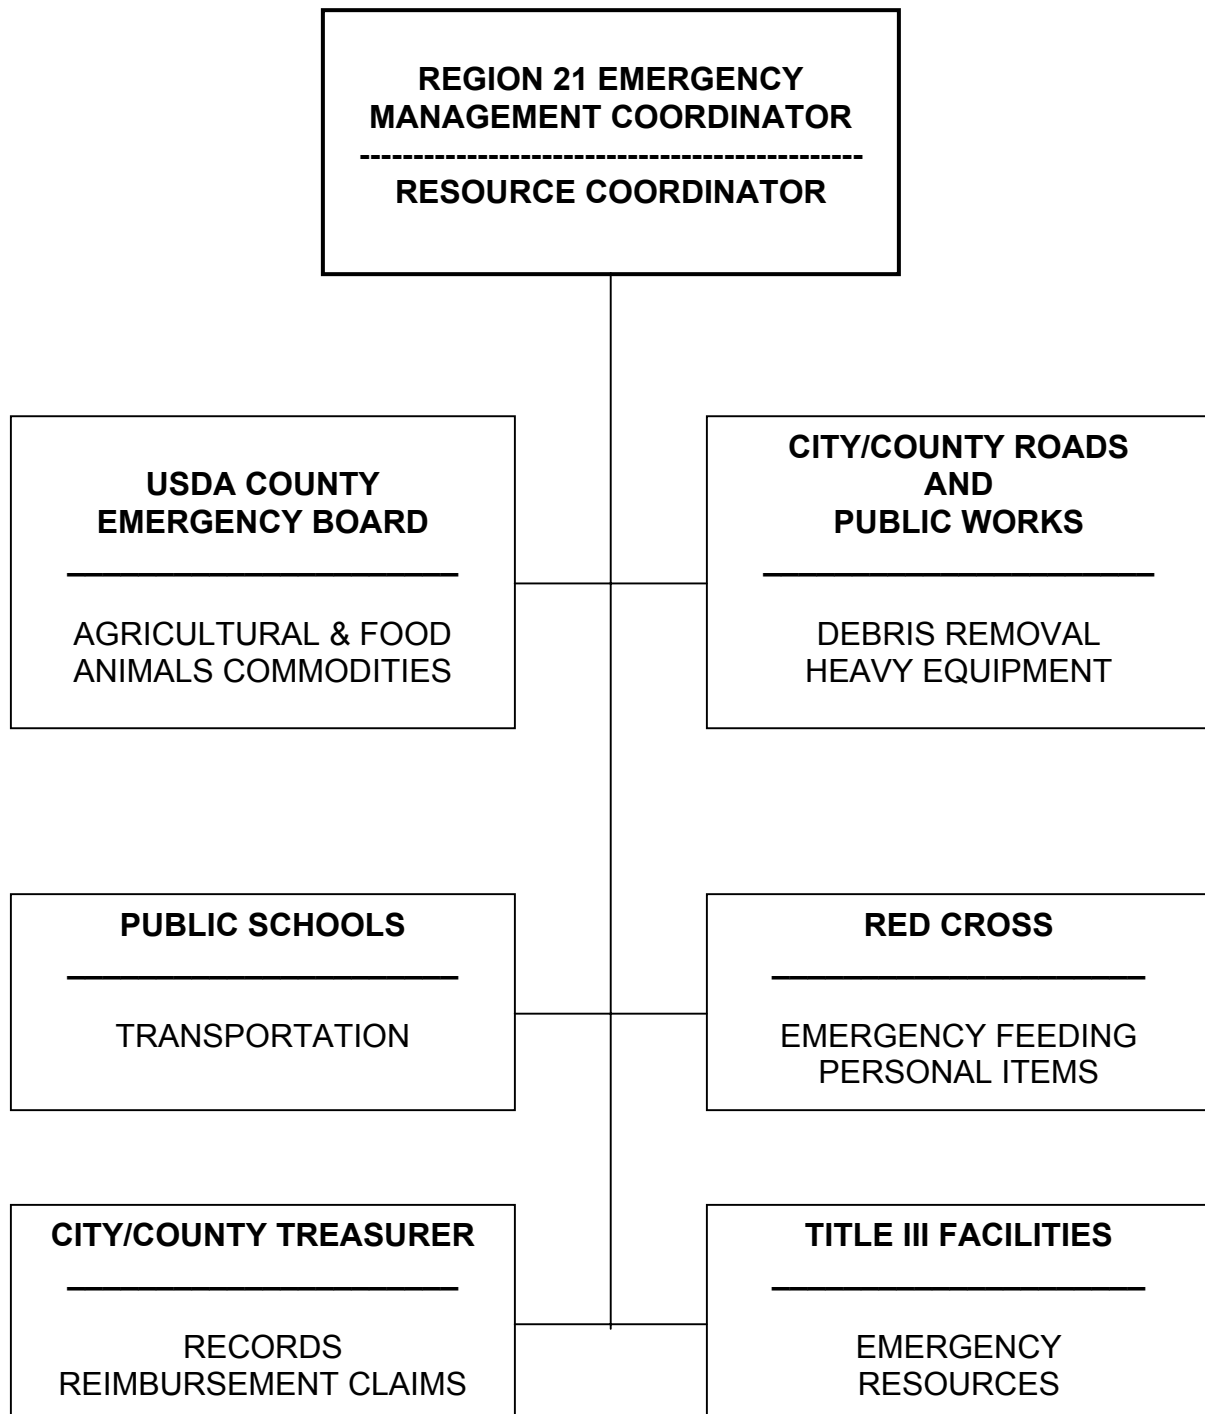 REGION 21 EMERGENCY
MANAGEMENT COORDINATOR
-----------------------------------------------
RESOURCE COORDINATOR
USDA COUNTY
EMERGENCY BOARD
AGRICULTURAL & FOOD
ANIMALS COMMODITIES
CITY/COUNTY ROADS
AND
PUBLIC WORKS
DEBRIS REMOVAL
HEAVY EQUIPMENT
PUBLIC SCHOOLS
TRANSPORTATION
RED CROSS
EMERGENCY FEEDING
PERSONAL ITEMS
CITY/COUNTY TREASURER
RECORDS
REIMBURSEMENT CLAIMS
TITLE III FACILITIES
EMERGENCY
RESOURCES